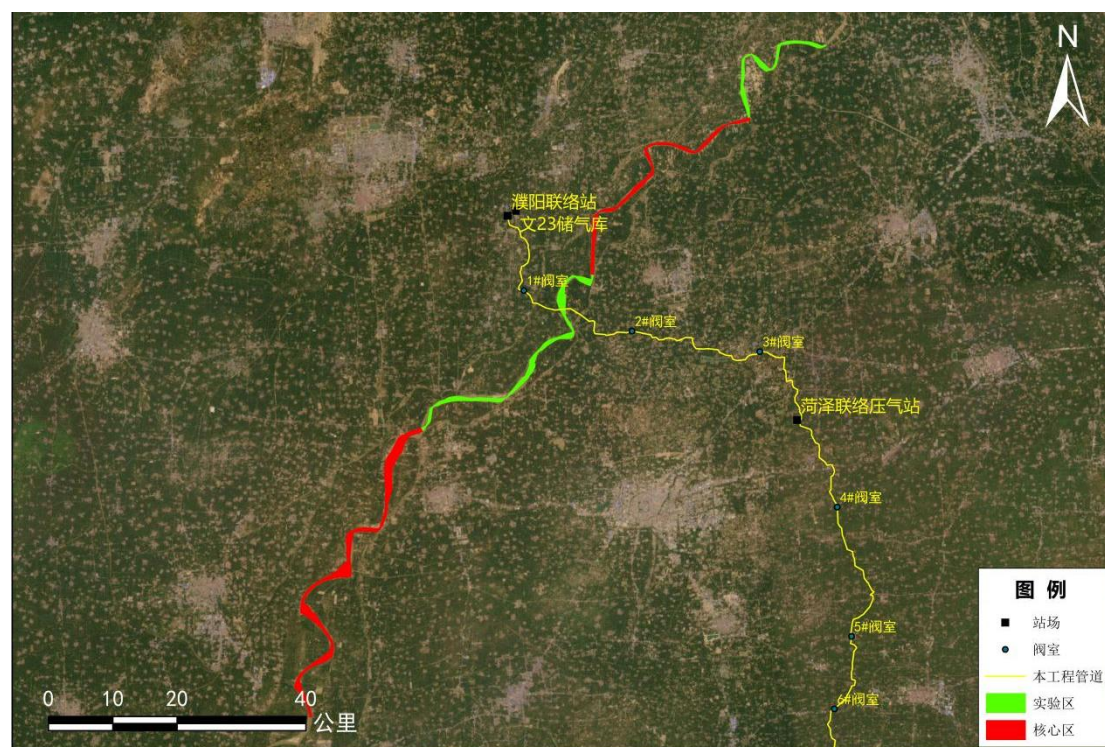 N
濮阳联络站
文23储气库
1#阀室
2#阀室
3#阀室
菏泽联络压气站
4#阀室
5#阀室
6#阀室
图 例
站场
阀室
本工程管道
实验区
核心区
0 10 20 40
公里